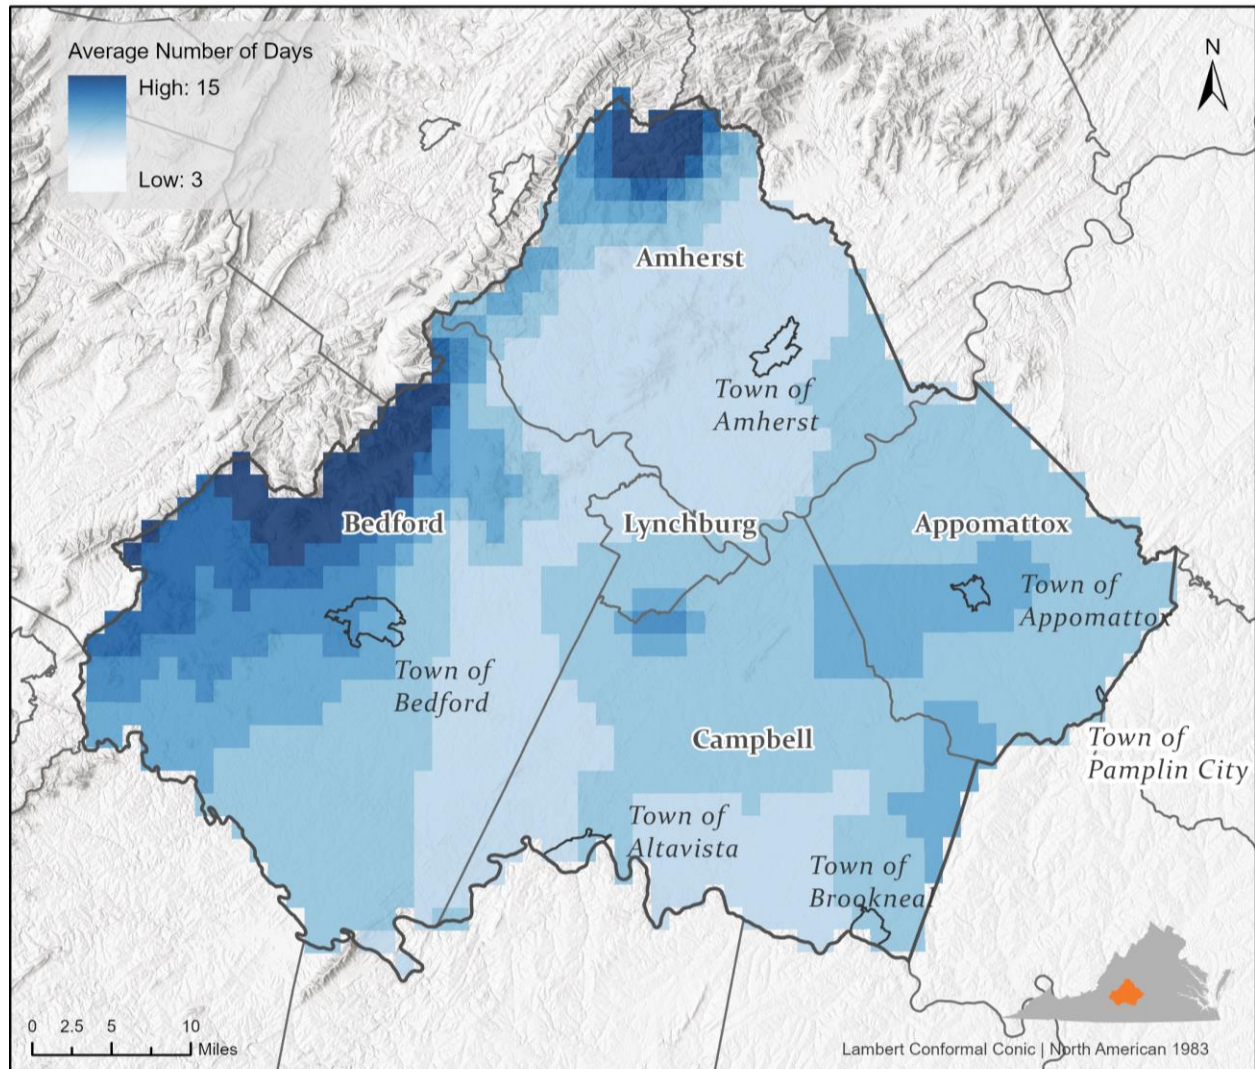 Average Number of Days
High: 15
Low: 3
N
Amherst
Town of
Amherst
Bedford
Lynchburg
Appomattox
Town of
Appomattox
Town of
Bedford
Campbell
Town of
Pamplin City
Town of
Altavista
Town of
Brookneal
0 2.5 5 10
Miles
Lambert Conformal Conic | North American 1983